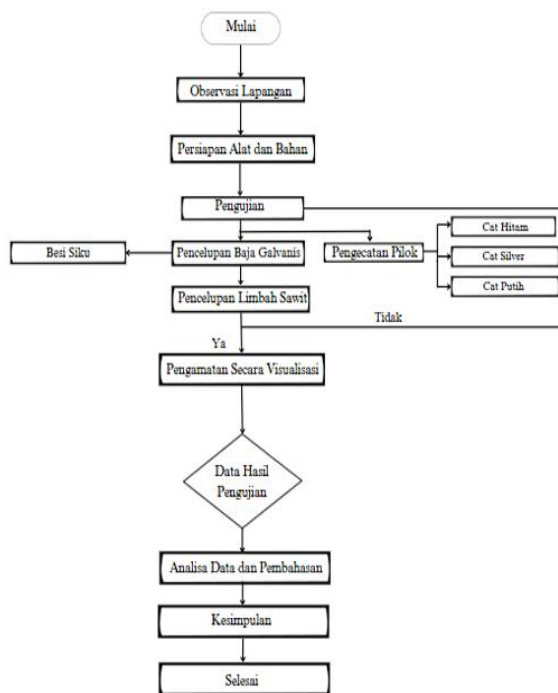 Mulai
Observasi Lapangan
Persiapan Alat dan Bahan
Pengujian
Besi Siku
Pencelupan Baja Galvanis
Pengecatan Pilok
Cat Hitam
Cat Silver
Cat Putih
Pencelupan Limbah Sawit
Tidak
Ya
Pengamatan Secara Visualisasi
Data Hasil
Pengujian
Analisa Data dan Pembahasan
Kesimpulan
Selesai